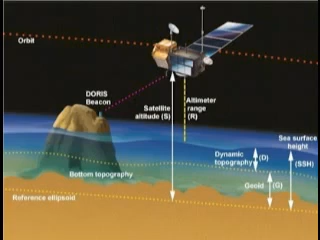 Orbit
DORIS
Beacon
Satellite
altitude (S)
Altimeter
range
(R)
Sea surface
height
(SSH)
Dynamic
topography
(D)
Bottom topography
Geoid
(G)
Reference ellipsoid